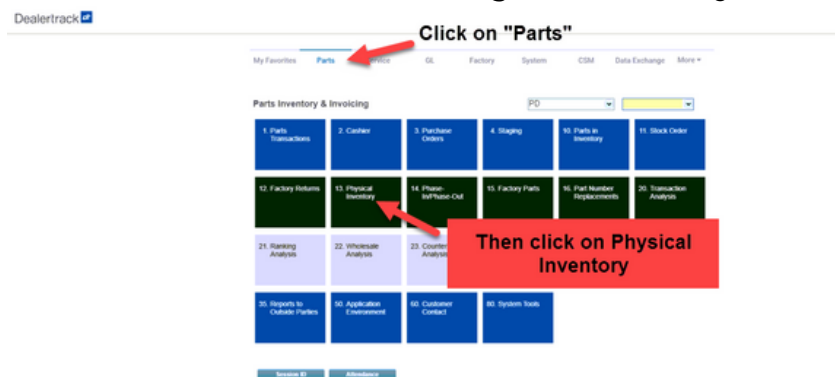 Dealertrack
Click on "Parts"
My Favorites Parts Service GL Factory System CSM Data Exchange More
Parts Inventory & Invoicing
PD
1. Parts Transactions
2. Cashier
3. Purchase Orders
4. Staging
10. Parts in Inventory
11. Stock Order
12. Factory Returns
13. Physical Inventory
14. Phase-In/Phase-Out
15. Factory Parts
16. Part Number Replacements
20. Transaction Analysis
21. Ranking Analysis
22. Wholesale Analysis
23. Counter Analysis
Then click on Physical
Inventory
35. Reports to Outside Parties
50. Application Environment
60. Customer Contact
80. System Tools
Session ID
Attendance